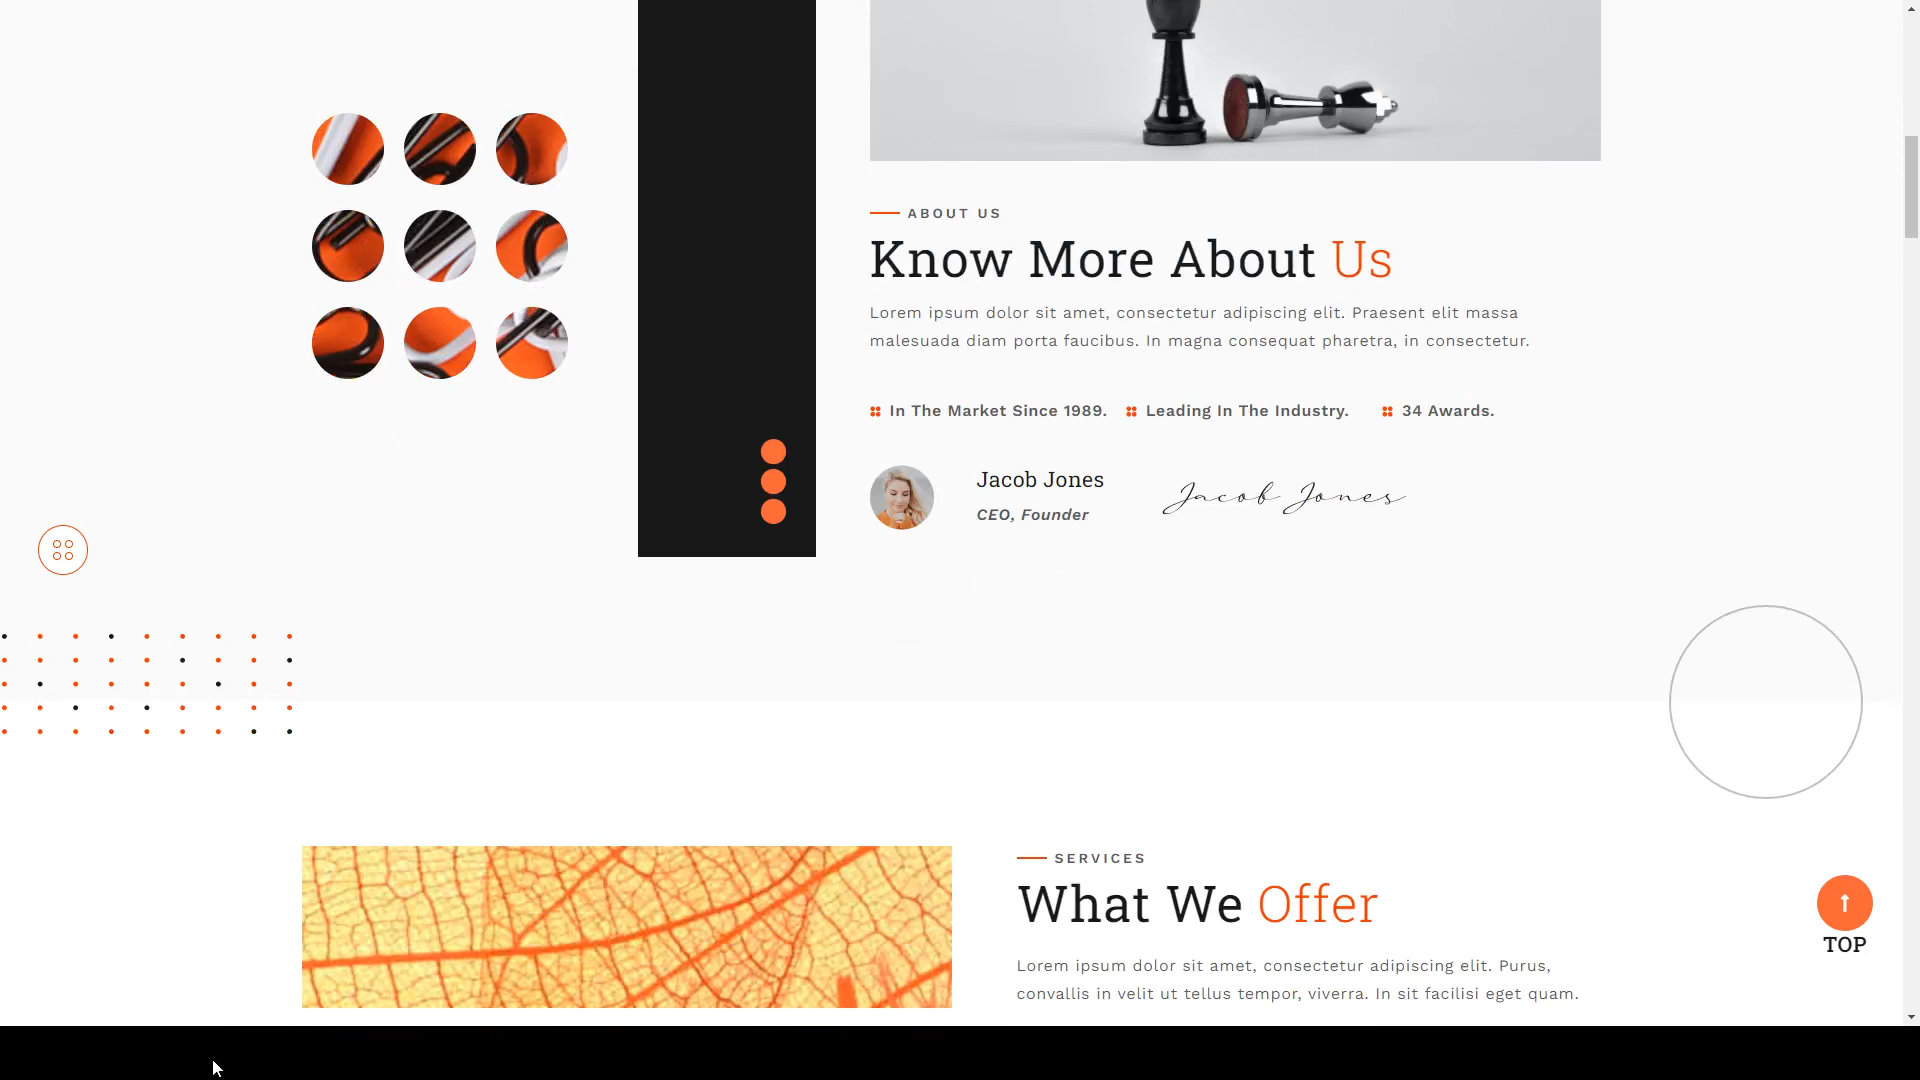 ABOUT US
Know More About Us
Lorem ipsum dolor sit amet, consectetur adipiscing elit. Praesent elit massa
malesuada diam porta faucibus. In magna consequat pharetra, in consectetur.
In The Market Since 1989.
Leading In The Industry.
34 Awards.
Jacob Jones
CEO, Founder
Jacob Jones
SERVICES
What We Offer
Lorem ipsum dolor sit amet, consectetur adipiscing elit. Purus,
convallis in velit ut tellus tempor, viverra. In sit facilisi eget quam.
TOP